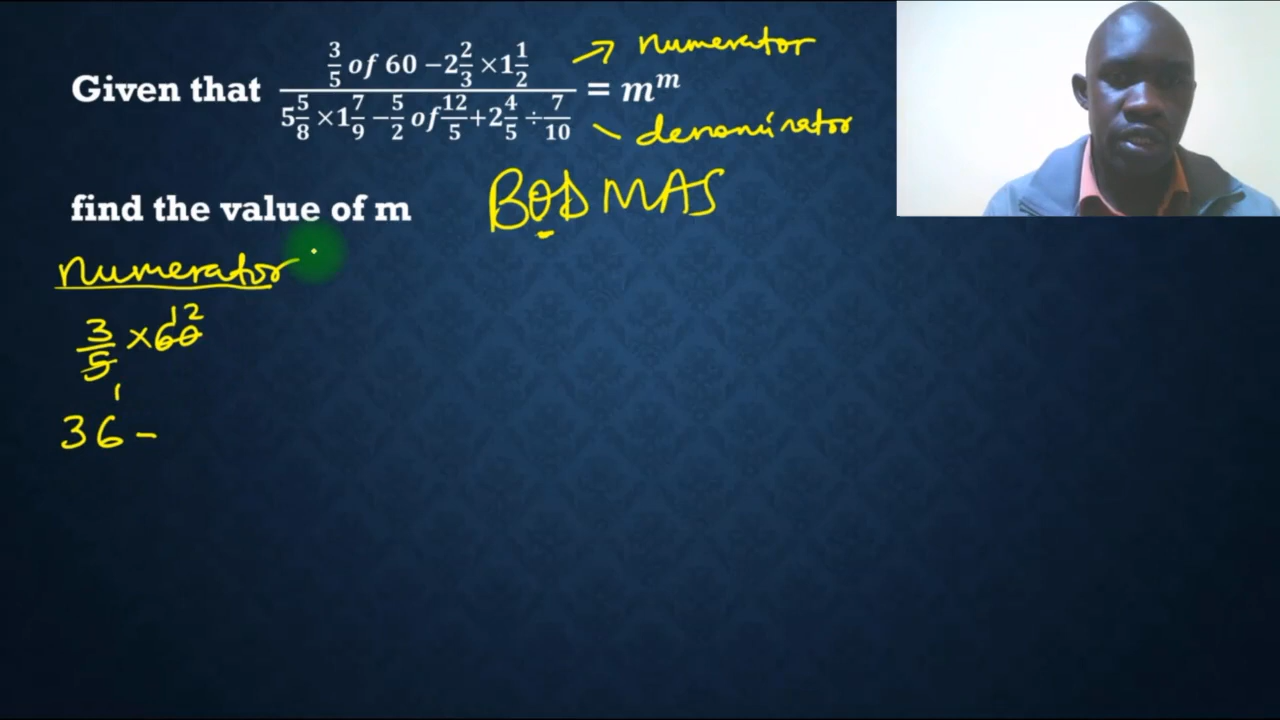 Given that (3/5 of 60 − 2 2/3 × 1 1/2) / (5 5/8 × 1 7/9 − 5/2 of 12/5 + 2 4/5 ÷ 7/10) = m^m
→ numerator
denominator
find the value of m
BODMAS
numerator
12
3/5 × 60
1
36 −